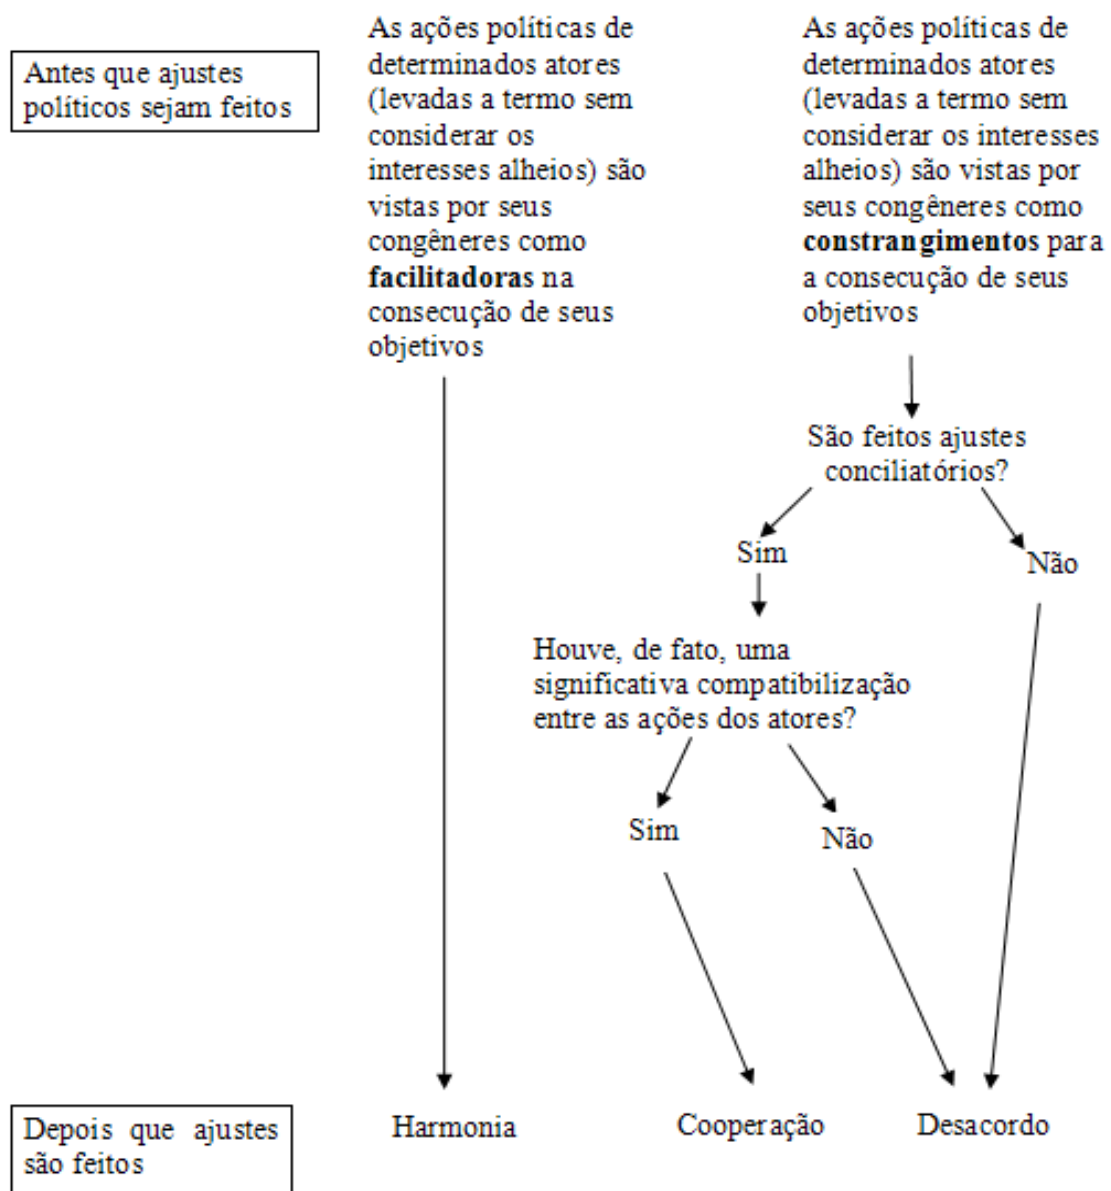 Antes que ajustes
políticos sejam feitos
As ações políticas de
determinados atores
(levadas a termo sem
considerar os
interesses alheios) são
vistas por seus
congêneres como
facilitadoras na
consecução de seus
objetivos
As ações políticas de
determinados atores
(levadas a termo sem
considerar os interesses
alheios) são vistas por
seus congêneres como
constrangimentos para
a consecução de seus
objetivos
São feitos ajustes
conciliatórios?
Sim
Não
Houve, de fato, uma
significativa compatibilização
entre as ações dos atores?
Sim
Não
Depois que ajustes
são feitos
Harmonia
Cooperação
Desacordo